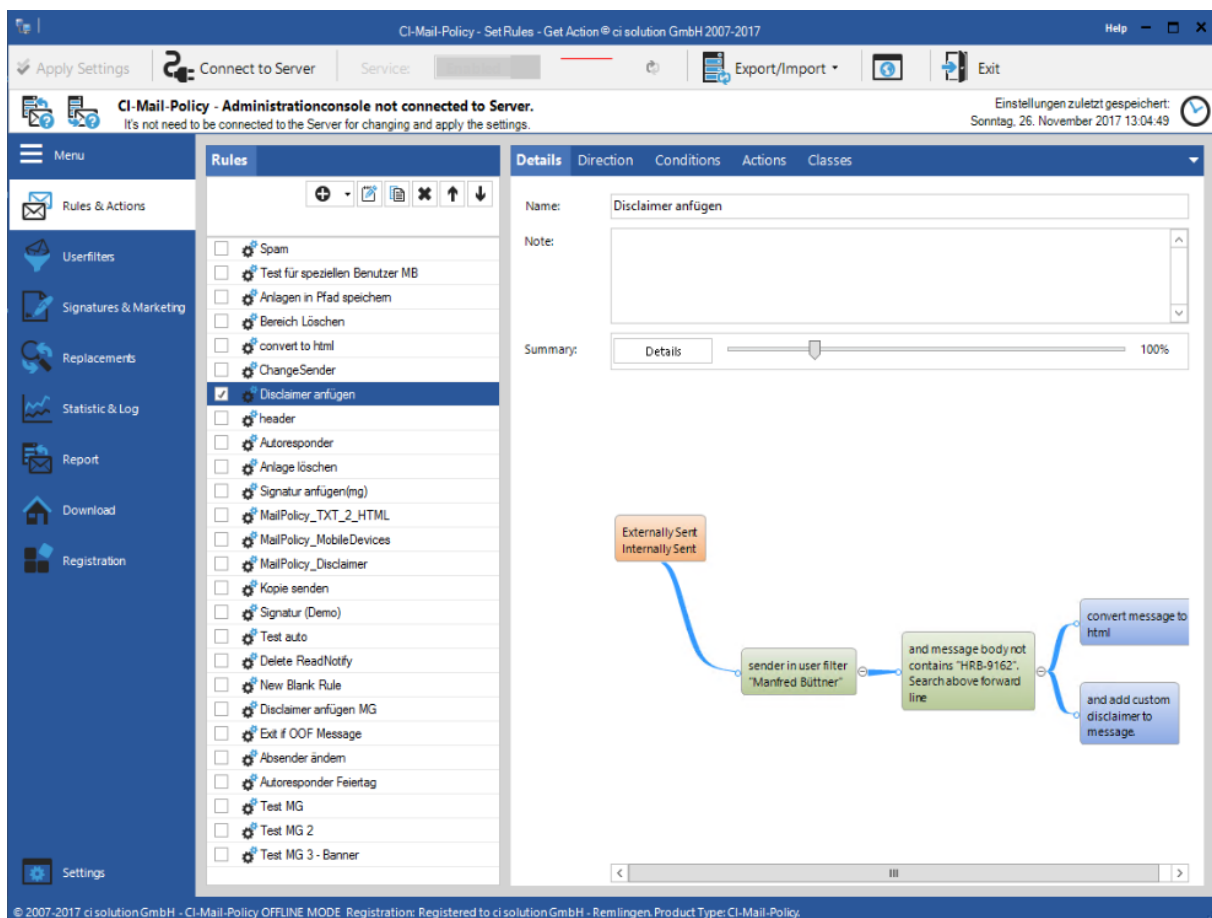 CI-Mail-Policy - Set Rules - Get Action © ci solution GmbH 2007-2017
Help
Apply Settings
Connect to Server
Service:
Export/Import
Exit
CI-Mail-Policy - Administrationconsole not connected to Server.
It's not need to be connected to the Server for changing and apply the settings.
Einstellungen zuletzt gespeichert:
Sonntag, 26. November 2017 13:04:49
Menu
Rules & Actions
Userfilters
Signatures & Marketing
Replacements
Statistic & Log
Report
Download
Registration
Settings
Rules
Spam
Test für speziellen Benutzer MB
Anlagen in Pfad speichern
Bereich Löschen
convert to html
ChangeSender
Disclaimer anfügen
header
Autoresponder
Anlage löschen
Signatur anfügen(mg)
MailPolicy_TXT_2_HTML
MailPolicy_MobileDevices
MailPolicy_Disclaimer
Kopie senden
Signatur (Demo)
Test auto
Delete ReadNotify
New Blank Rule
Disclaimer anfügen MG
Exit if OOF Message
Absender ändern
Autoresponder Feiertag
Test MG
Test MG 2
Test MG 3 - Banner
Details Direction Conditions Actions Classes
Name:
Disclaimer anfügen
Note:
Summary:
Details
100%
Externally Sent
Internally Sent
sender in user filter
"Manfred Büttner"
and message body not
contains "HRB-9162".
Search above forward
line
convert message to
html
and add custom
disclaimer to
message.
© 2007-2017 ci solution GmbH - CI-Mail-Policy OFFLINE MODE Registration: Registered to ci solution GmbH - Remlingen. Product Type: CI-Mail-Policy.